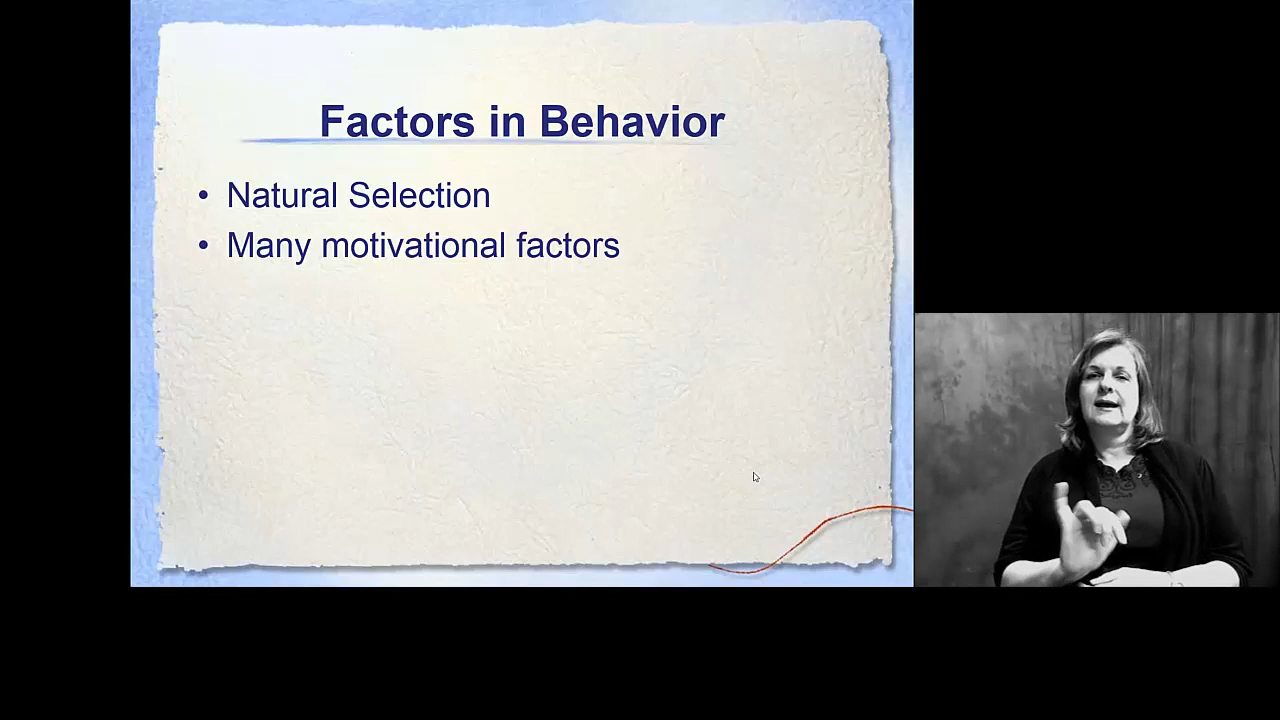 Factors in Behavior
• Natural Selection
• Many motivational factors